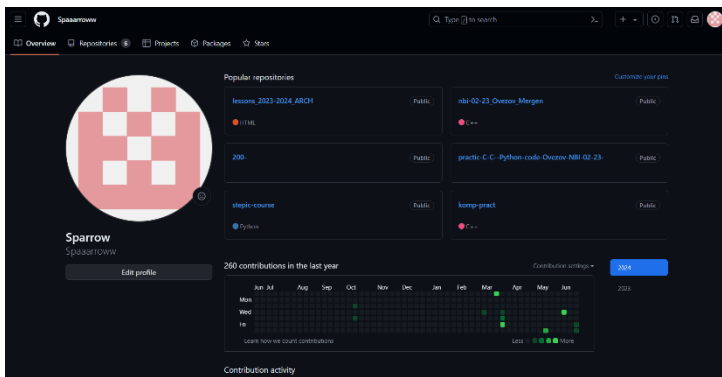 Spaaarroww
Type / to search
Overview
Repositories 6
Projects
Packages
Stars
Popular repositories
Customize your pins
lessons_2023-2024_ARCH
Public
HTML
nbi-02-23_Ovezov_Mergen
Public
C++
200-
Public
practic-C-C--Python-code-Ovezov-NBI-02-23-
Public
stepic-course
Public
Python
komp-pract
Public
C++
Sparrow
Spaaarroww
Edit profile
260 contributions in the last year
Contribution settings
2024
2023
Jun Jul Aug Sep Oct Nov Dec Jan Feb Mar Apr May Jun
Mon
Wed
Fri
Learn how we count contributions
Less
More
Contribution activity